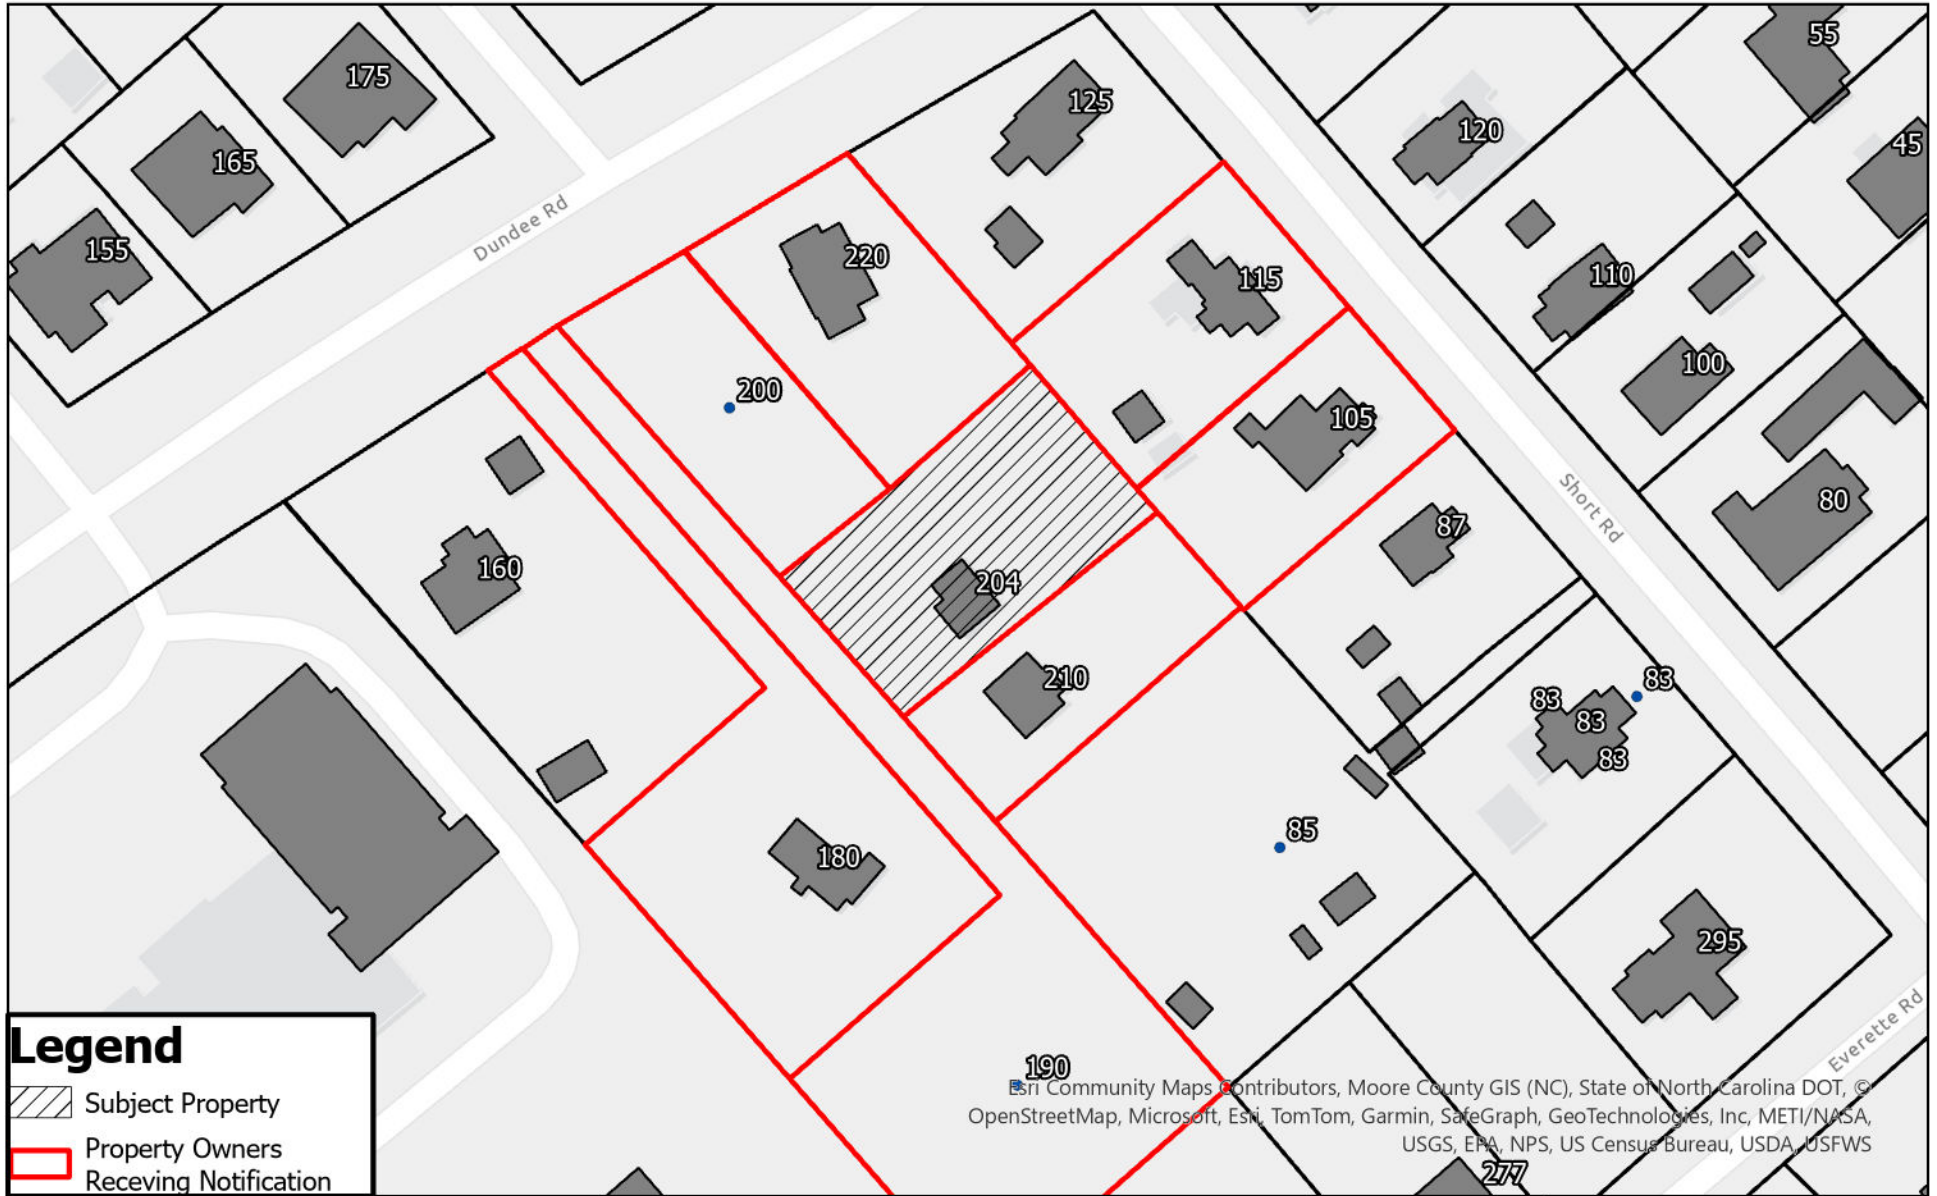 55
175
125
120
45
165
155
Dundee Rd
220
115
110
100
200
105
Short Rd
80
87
160
204
210
83
83
83
83
85
180
295
Everette Rd
190
Legend
Subject Property
Property Owners
Receving Notification
Esri Community Maps Contributors, Moore County GIS (NC), State of North Carolina DOT, ©
OpenStreetMap, Microsoft, Esri, TomTom, Garmin, SafeGraph, GeoTechnologies, Inc, METI/NASA,
USGS, EPA, NPS, US Census Bureau, USDA, USFWS
277